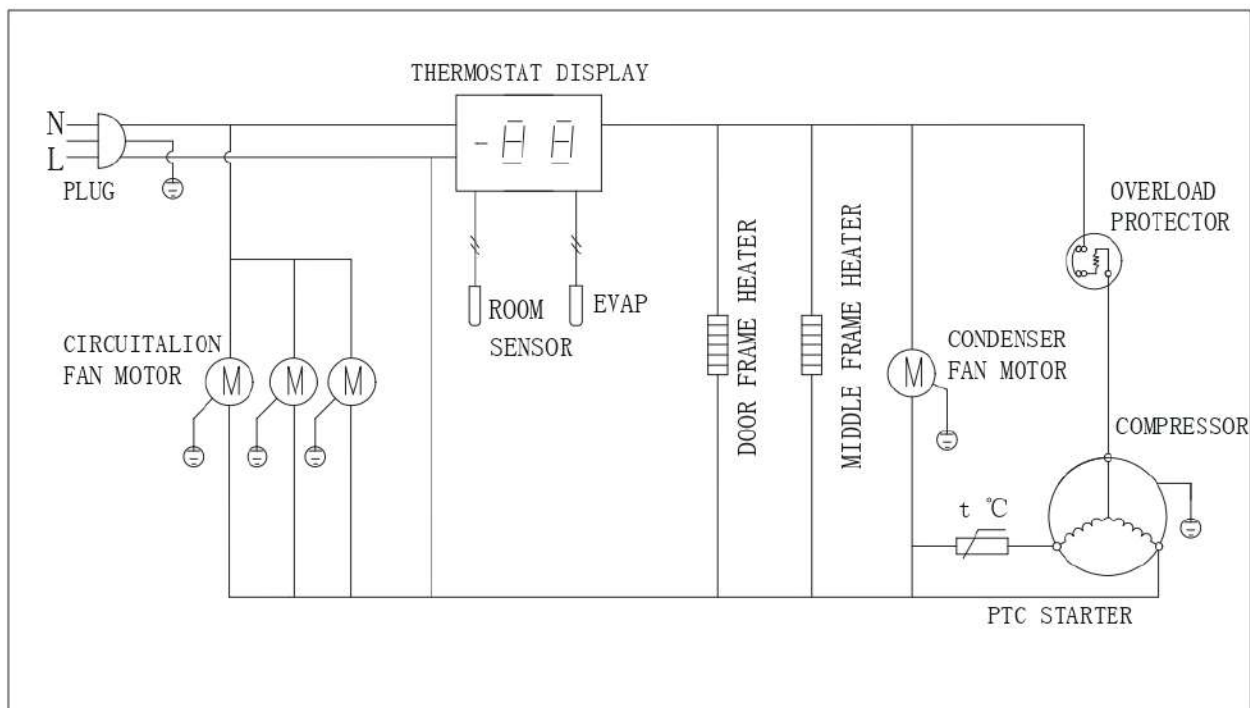 THERMOSTAT DISPLAY
N
L
PLUG
-88
OVERLOAD
PROTECTOR
ROOM
EVAP
SENSOR
DOOR FRAME HEATER
MIDDLE FRAME HEATER
CIRCUITALION
FAN MOTOR
M
M
M
M
CONDENSER
FAN MOTOR
COMPRESSOR
t ℃
PTC STARTER